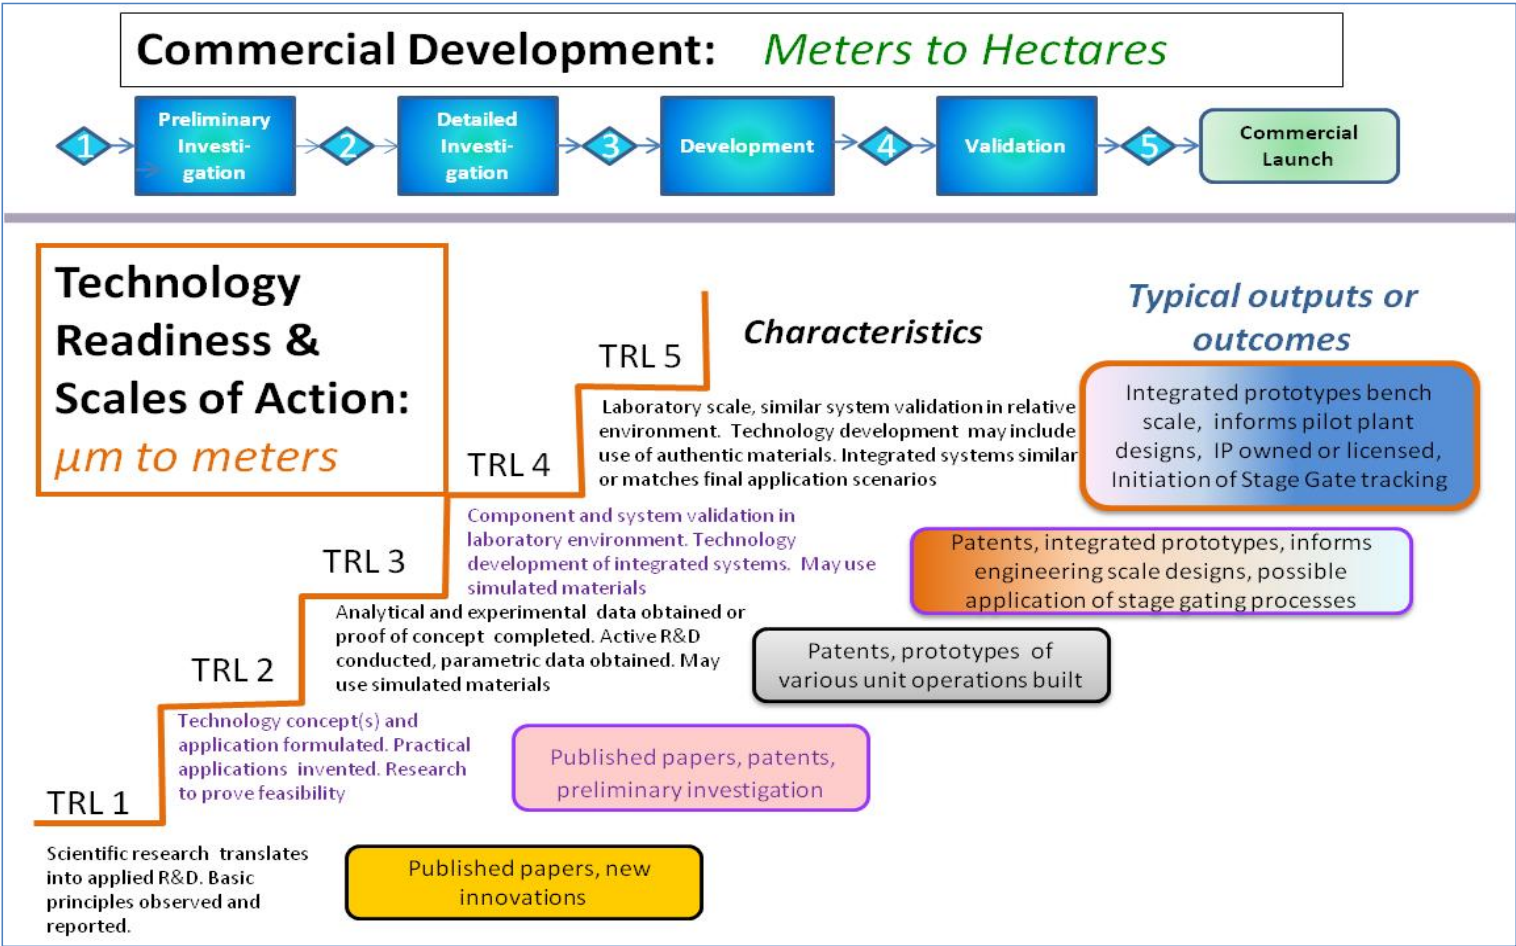 Commercial Development: Meters to Hectares
1
Preliminary
Investi-
gation
2
Detailed
Investi-
gation
3
Development
4
Validation
5
Commercial
Launch
Technology
Readiness &
Scales of Action:
µm to meters
Characteristics
Typical outputs or
outcomes
TRL 5
Laboratory scale, similar system validation in relative
environment. Technology development may include
use of authentic materials. Integrated systems similar
or matches final application scenarios
Integrated prototypes bench
scale, informs pilot plant
designs, IP owned or licensed,
Initiation of Stage Gate tracking
TRL 4
Component and system validation in
laboratory environment. Technology
development of integrated systems. May use
simulated materials
Patents, integrated prototypes, informs
engineering scale designs, possible
application of stage gating processes
TRL 3
Analytical and experimental data obtained or
proof of concept completed. Active R&D
conducted, parametric data obtained. May
use simulated materials
Patents, prototypes of
various unit operations built
TRL 2
Technology concept(s) and
application formulated. Practical
applications invented. Research
to prove feasibility
Published papers, patents,
preliminary investigation
TRL 1
Scientific research translates
into applied R&D. Basic
principles observed and
reported.
Published papers, new
innovations